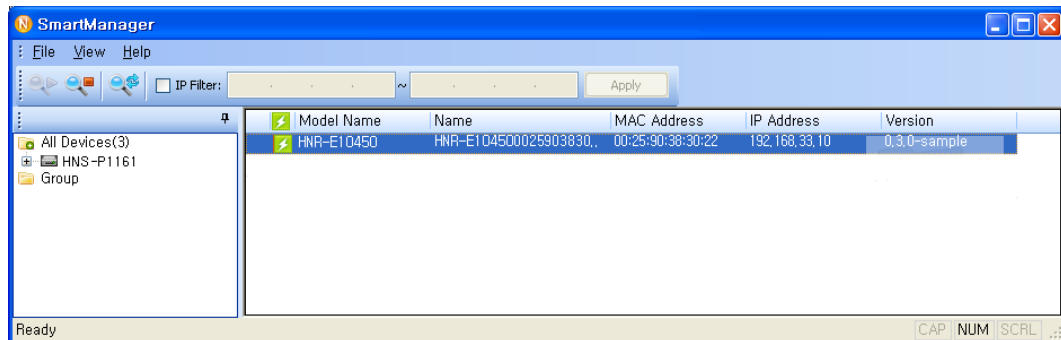 SmartManager
File View Help
IP Filter: . . . ~ . . . Apply
Model Name Name MAC Address IP Address Version
All Devices(3)
HNR-E10450 HNR-E104500025903830.. 00:25:90:38:30:22 192.168.33.10 0.3.0-sample
HNS-P1161
Group
Ready CAP NUM SCRL